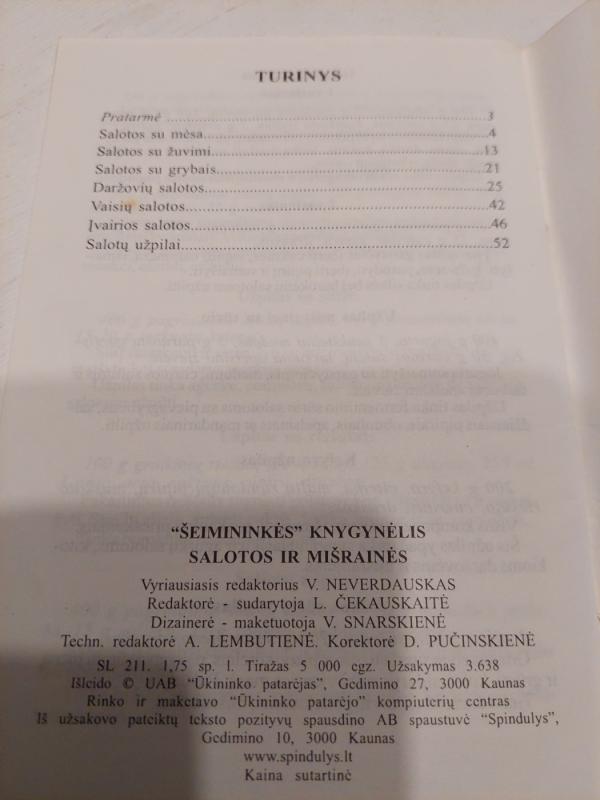 TURINYS
Pratarmė ........................................................3
Salotos su mėsa........................................................4
Salotos su žuvimi........................................................13
Salotos su grybais........................................................21
Daržovių salotos........................................................25
Vaisių salotos........................................................42
Įvairios salotos........................................................46
Salotų užpilai........................................................52
“ŠEIMININKĖS” KNYGYNĖLIS
SALOTOS IR MIŠRAINĖS
Vyriausiasis redaktorius V. NEVERDAUSKAS
Redaktorė - sudarytoja L. ČEKAUSKAITĖ
Dizainerė - maketuotoja V. SNARSKIENĖ
Techn. redaktorė A. LEMBUTIENĖ. Korektorė D. PUČINSKIENĖ
SL 211. 1,75 sp. l. Tiražas 5 000 egz. Užsakymas 3.638
Išleido © UAB “Ūkininko patarėjas”, Gedimino 27, 3000 Kaunas
Rinko ir maketavo “Ūkininko patarėjo” kompiuterių centras
Iš užsakovo pateiktų teksto pozityvų spausdino AB spaustuvė “Spindulys”,
Gedimino 10, 3000 Kaunas
www.spindulys.lt
Kaina sutartinė